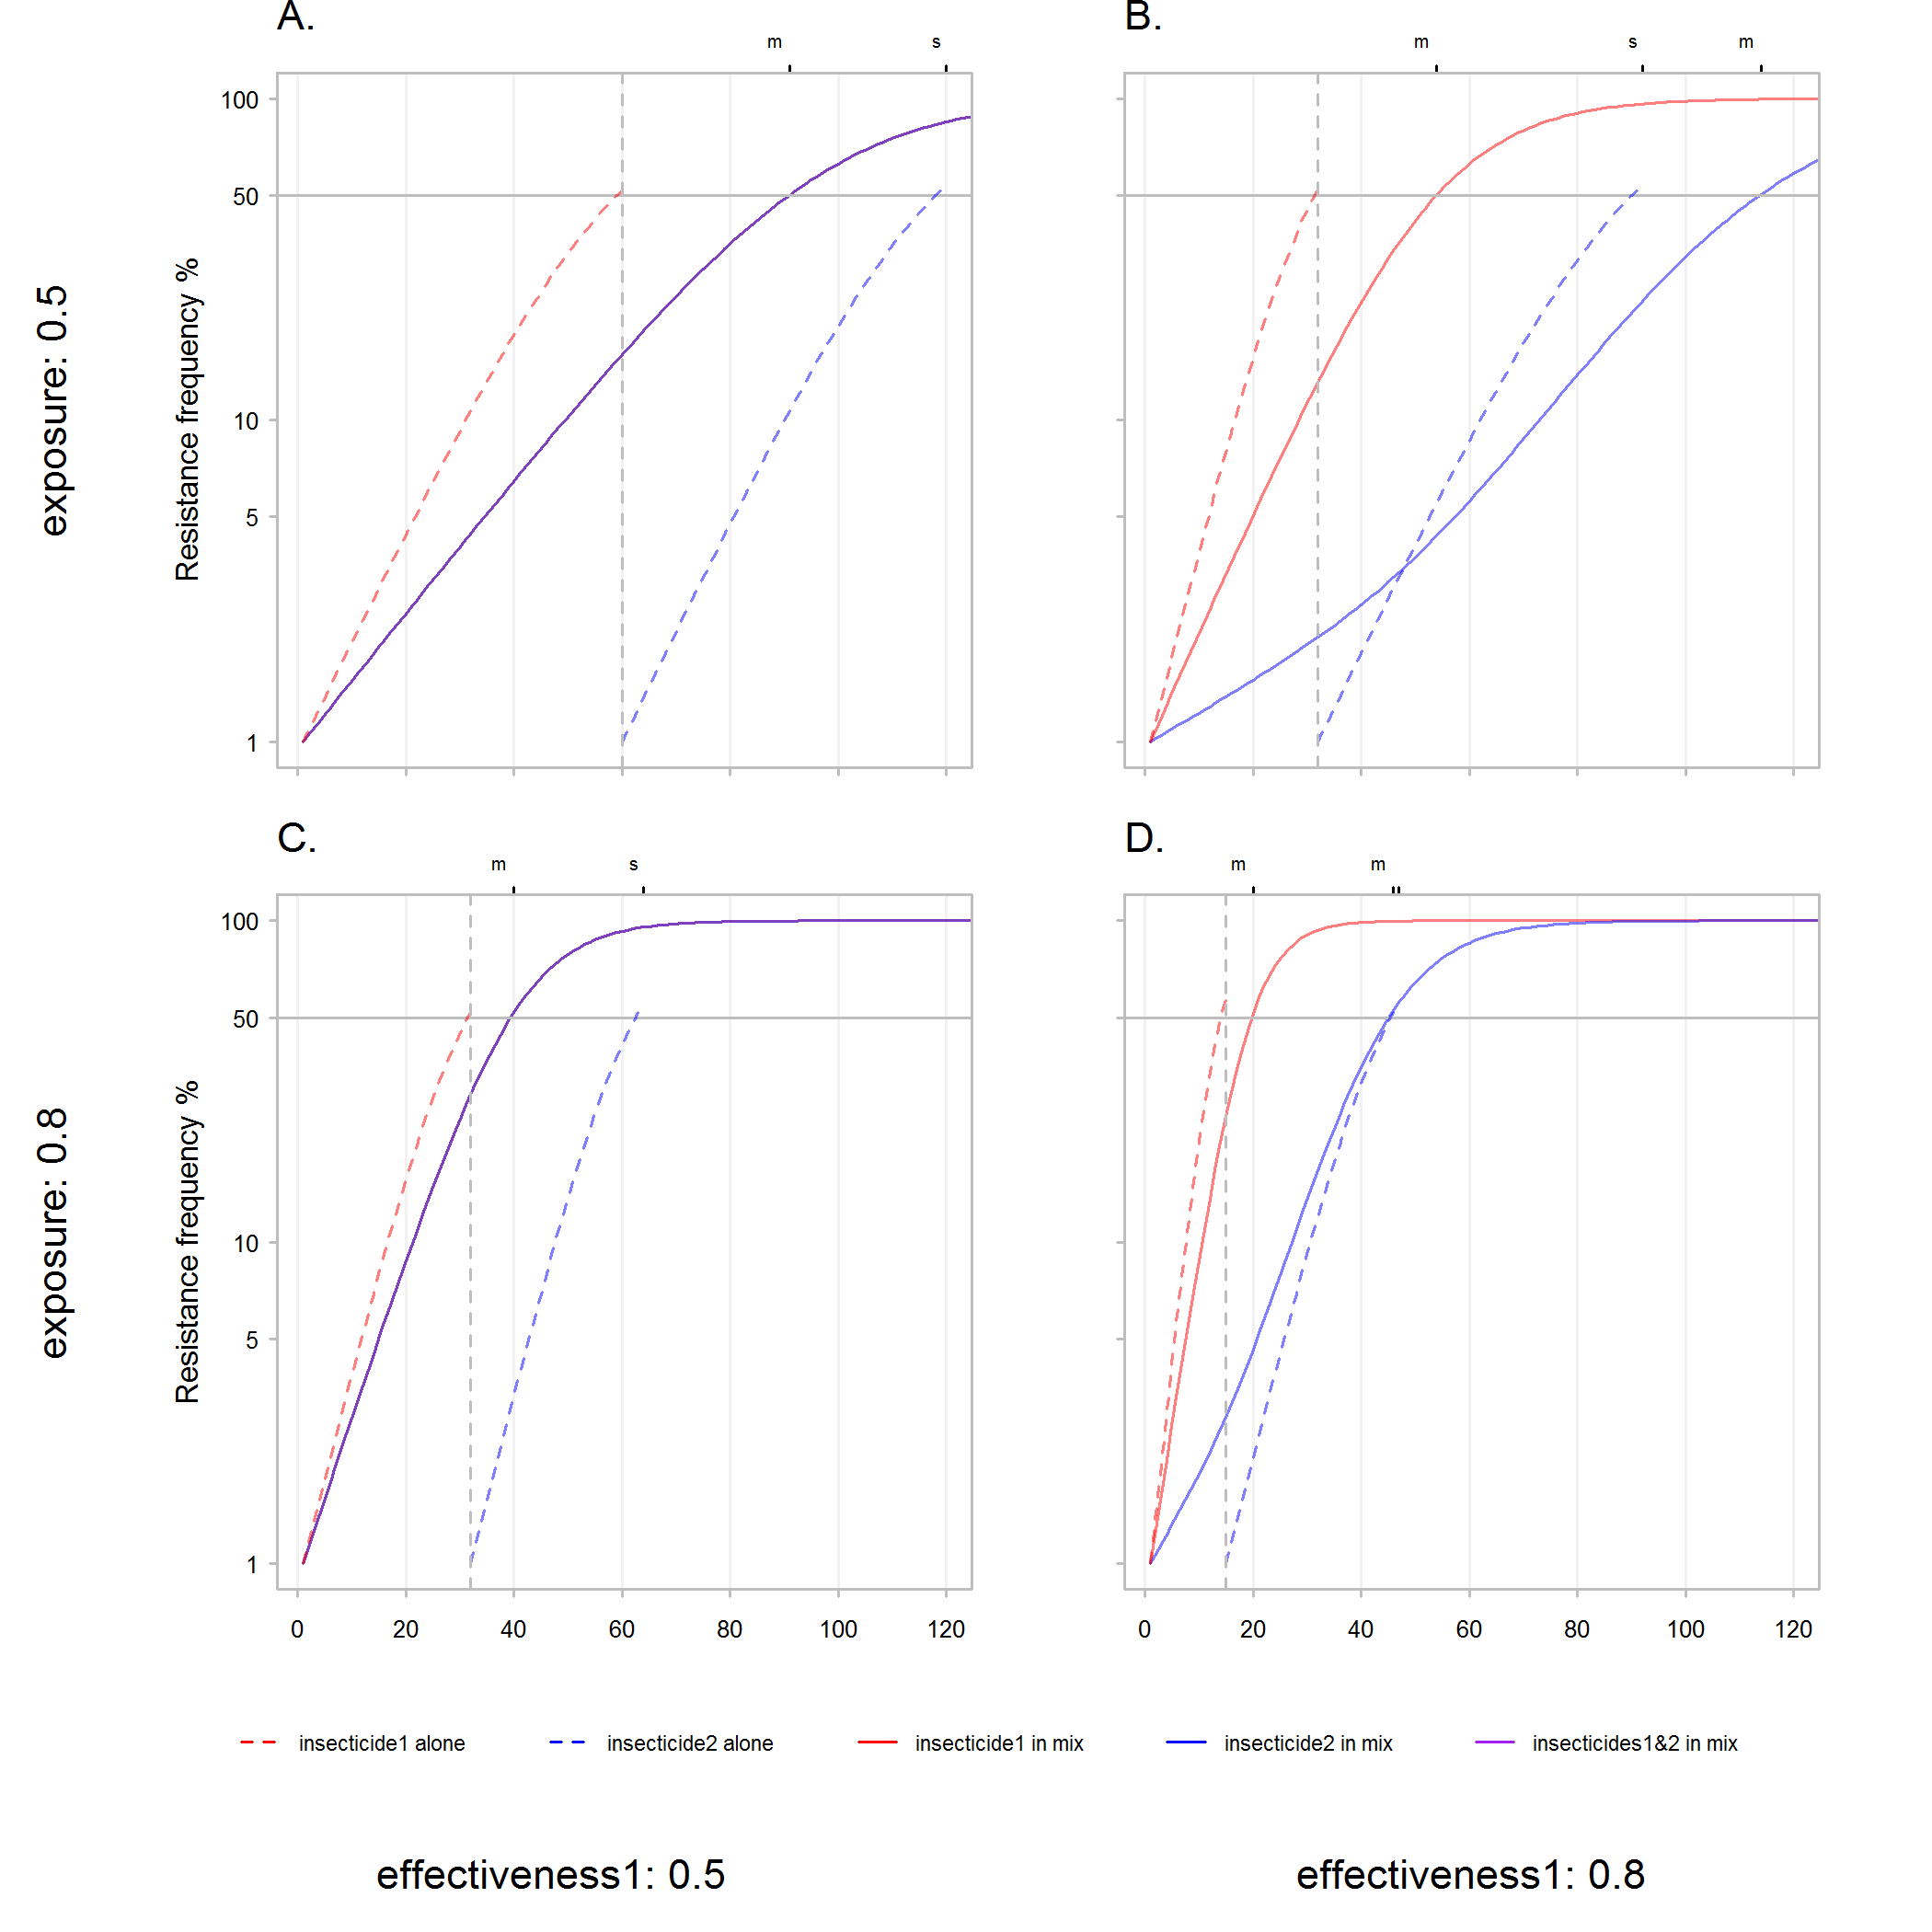 A.
B.
m
s
m
s
m
100
50
10
5
1
Resistance frequency %
exposure: 0.5
C.
D.
m
s
m
m
100
50
10
5
1
Resistance frequency %
exposure: 0.8
0 20 40 60 80 100 120
0 20 40 60 80 100 120
insecticide1 alone
insecticide2 alone
insecticide1 in mix
insecticide2 in mix
insecticides1&2 in mix
effectiveness1: 0.5
effectiveness1: 0.8